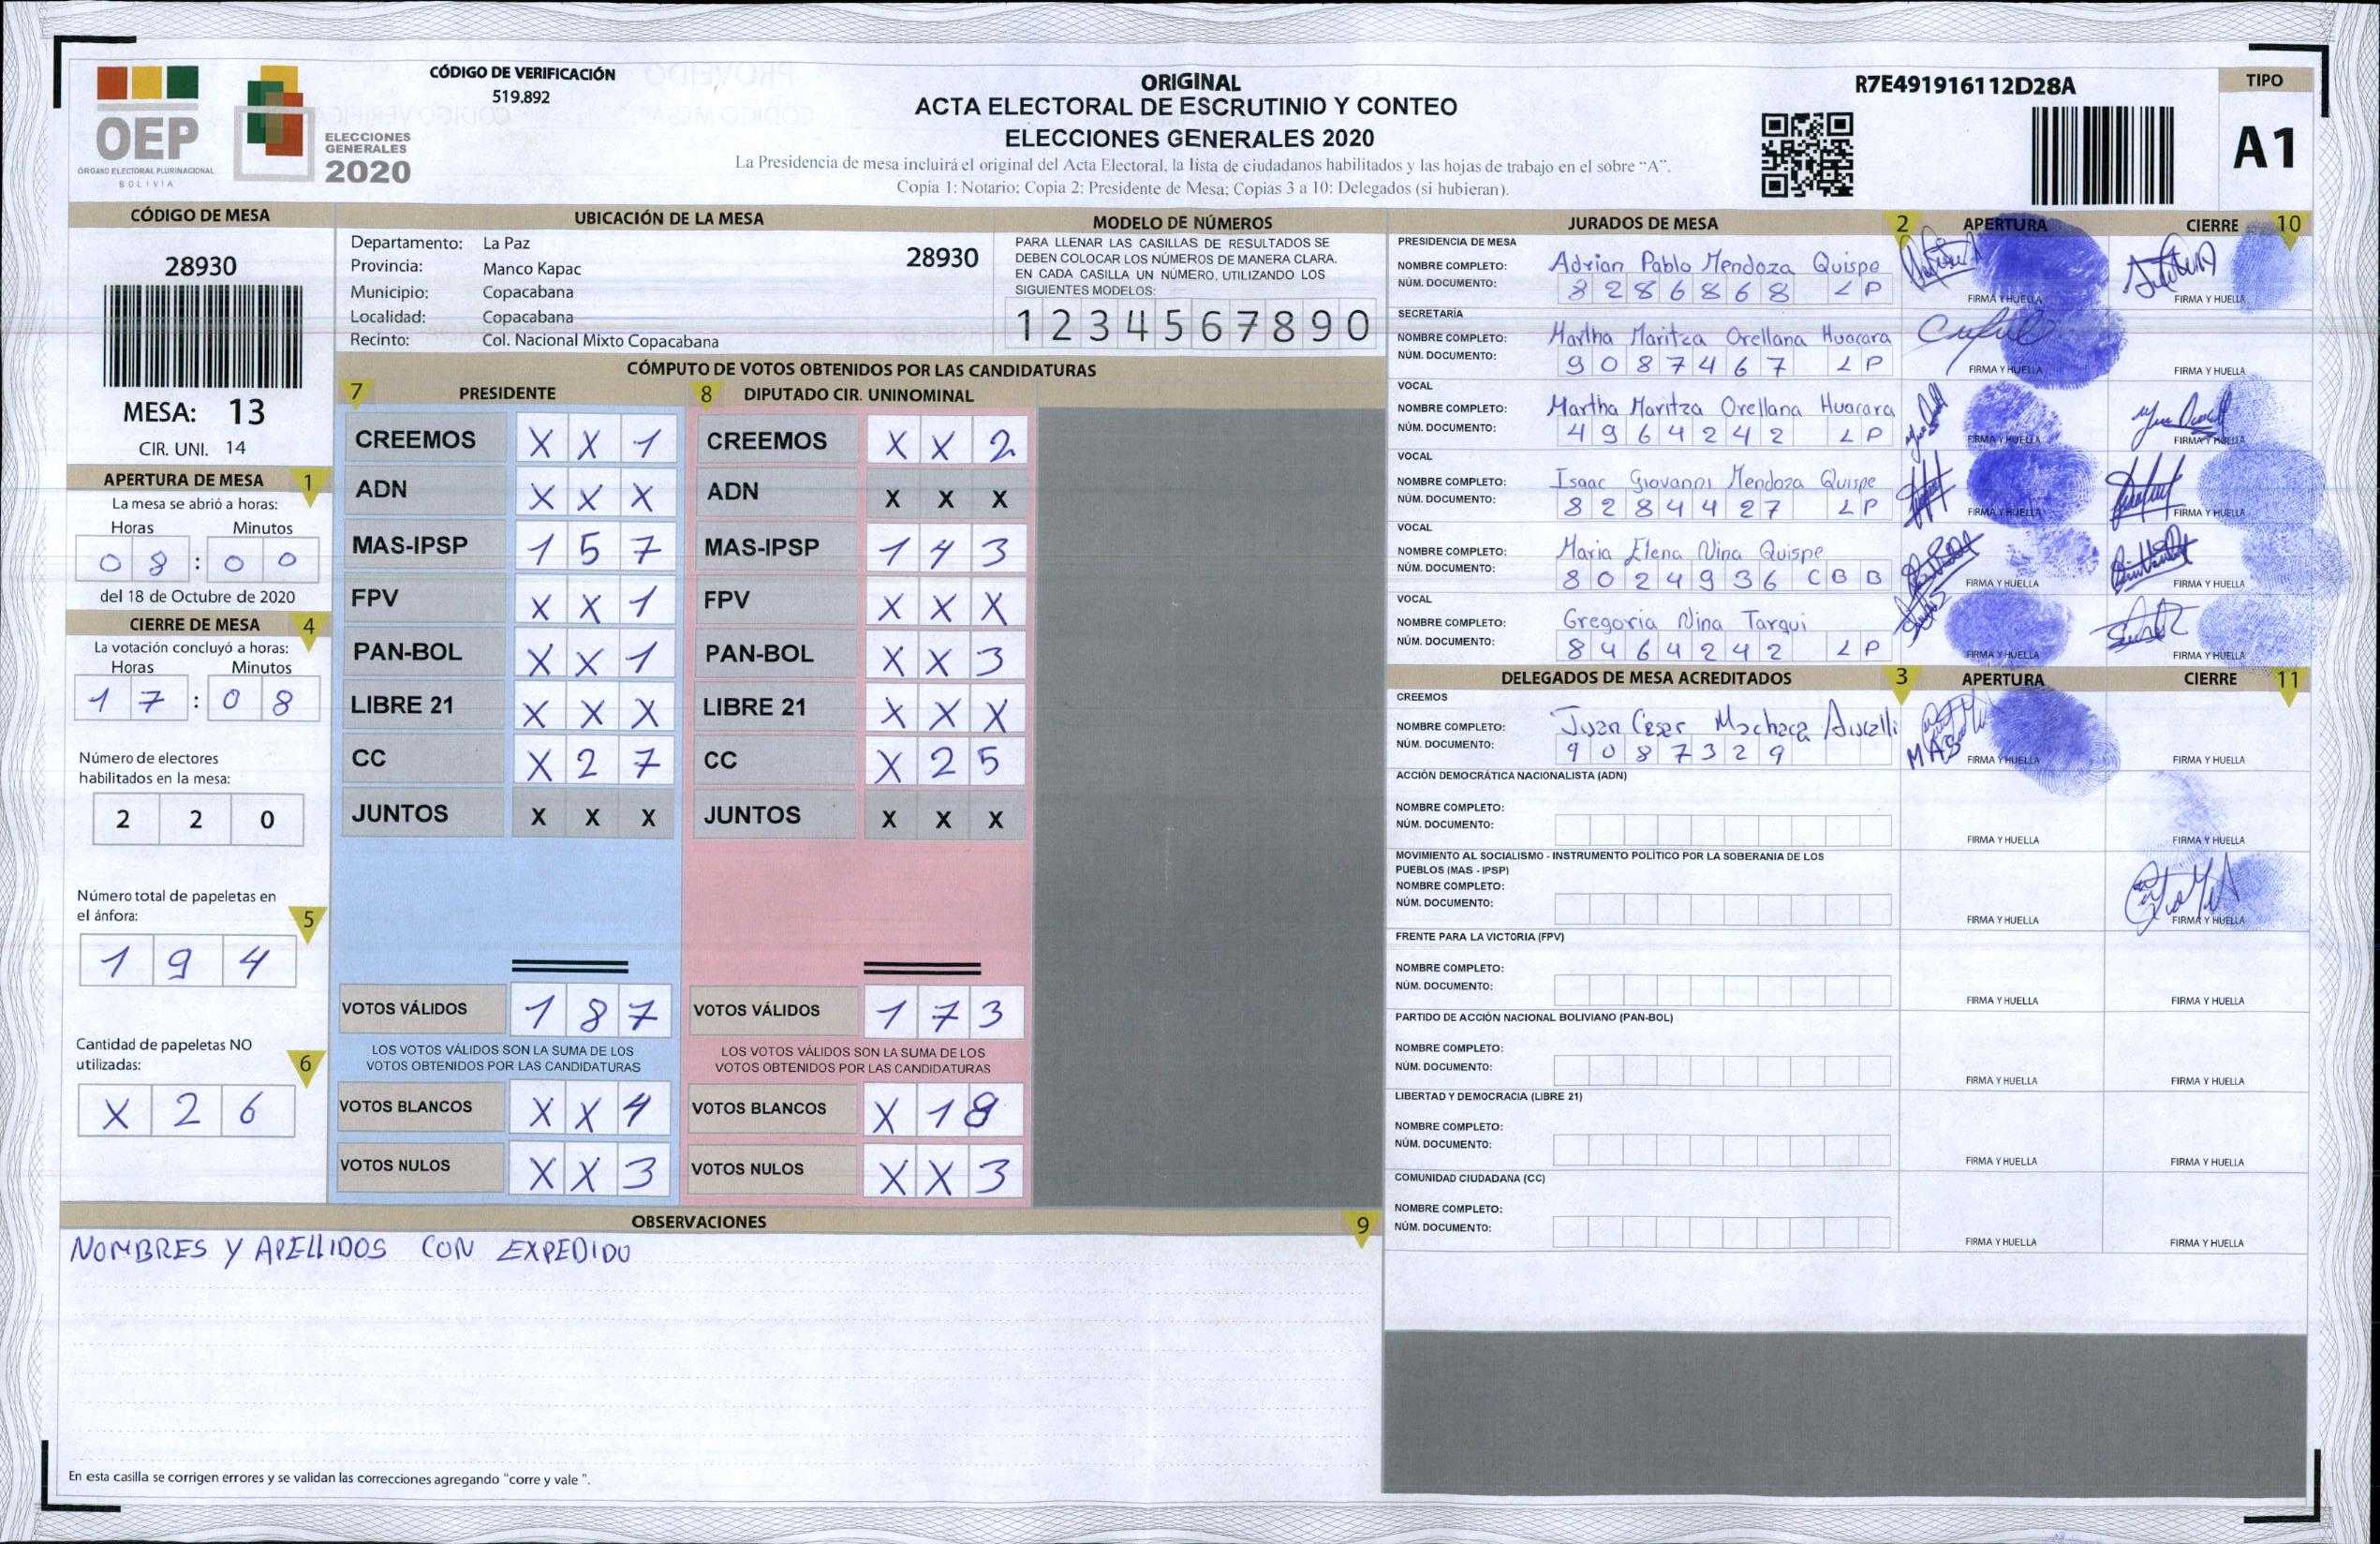 OEP
ÓRGANO ELECTORAL PLURINACIONAL
BOLIVIA
ELECCIONES
GENERALES
2020
CÓDIGO DE VERIFICACIÓN
519.892
ORIGINAL
ACTA ELECTORAL DE ESCRUTINIO Y CONTEO
ELECCIONES GENERALES 2020
La Presidencia de mesa incluirá el original del Acta Electoral, la lista de ciudadanos habilitados y las hojas de trabajo en el sobre "A".
Copia 1: Notario; Copia 2: Presidente de Mesa; Copias 3 a 10: Delegados (si hubieran).
R7E491916112D28A
TIPO
A1
CÓDIGO DE MESA
28930
MESA: 13
CIR. UNI. 14
APERTURA DE MESA 1
La mesa se abrió a horas:
Horas Minutos
0 8 : 0 0
del 18 de Octubre de 2020
CIERRE DE MESA 4
La votación concluyó a horas:
Horas Minutos
1 7 : 0 8
Número de electores
habilitados en la mesa:
2 2 0
Número total de papeletas en
el ánfora: 5
1 9 4
Cantidad de papeletas NO
utilizadas: 6
X 2 6
UBICACIÓN DE LA MESA
Departamento: La Paz 28930
Provincia: Manco Kapac
Municipio: Copacabana
Localidad: Copacabana
Recinto: Col. Nacional Mixto Copacabana
MODELO DE NÚMEROS
PARA LLENAR LAS CASILLAS DE RESULTADOS SE
DEBEN COLOCAR LOS NÚMEROS DE MANERA CLARA.
EN CADA CASILLA UN NÚMERO, UTILIZANDO LOS
SIGUIENTES MODELOS:
1 2 3 4 5 6 7 8 9 0
CÓMPUTO DE VOTOS OBTENIDOS POR LAS CANDIDATURAS
7 PRESIDENTE
CREEMOS X X 1
ADN X X X
MAS-IPSP 1 5 7
FPV X X 1
PAN-BOL X X 1
LIBRE 21 X X X
CC X 2 7
JUNTOS X X X
VOTOS VÁLIDOS 1 8 7
LOS VOTOS VÁLIDOS SON LA SUMA DE LOS
VOTOS OBTENIDOS POR LAS CANDIDATURAS
VOTOS BLANCOS X X 4
VOTOS NULOS X X 3
8 DIPUTADO CIR. UNINOMINAL
CREEMOS X X 2
ADN X X X
MAS-IPSP 1 4 3
FPV X X X
PAN-BOL X X 3
LIBRE 21 X X X
CC X 2 5
JUNTOS X X X
VOTOS VÁLIDOS 1 7 3
LOS VOTOS VÁLIDOS SON LA SUMA DE LOS
VOTOS OBTENIDOS POR LAS CANDIDATURAS
VOTOS BLANCOS X 1 8
VOTOS NULOS X X 3
OBSERVACIONES 9
NOMBRES Y APELLIDOS CON EXPEDIDO
En esta casilla se corrigen errores y se validan las correcciones agregando "corre y vale ".
JURADOS DE MESA 2 APERTURA CIERRE 10
PRESIDENCIA DE MESA
NOMBRE COMPLETO: Adrian Pablo Mendoza Quispe
NÚM. DOCUMENTO: 8 2 8 6 8 6 8 L P
FIRMA Y HUELLA FIRMA Y HUELLA
SECRETARÍA
NOMBRE COMPLETO: Martha Maritza Orellana Huacara
NÚM. DOCUMENTO: 9 0 8 7 4 6 7 L P
FIRMA Y HUELLA FIRMA Y HUELLA
VOCAL
NOMBRE COMPLETO: Martha Maritza Orellana Huacara
NÚM. DOCUMENTO: 4 9 6 4 2 4 2 L P
FIRMA Y HUELLA FIRMA Y HUELLA
VOCAL
NOMBRE COMPLETO: Isaac Giovanni Mendoza Quispe
NÚM. DOCUMENTO: 8 2 8 4 4 2 7 L P
FIRMA Y HUELLA FIRMA Y HUELLA
VOCAL
NOMBRE COMPLETO: Maria Elena Nina Quispe
NÚM. DOCUMENTO: 8 0 2 4 9 3 6 C B B
FIRMA Y HUELLA FIRMA Y HUELLA
VOCAL
NOMBRE COMPLETO: Gregoria Nina Tarqui
NÚM. DOCUMENTO: 8 4 6 4 2 4 2 L P
FIRMA Y HUELLA FIRMA Y HUELLA
DELEGADOS DE MESA ACREDITADOS 3 APERTURA CIERRE 11
CREEMOS
NOMBRE COMPLETO: Juan Cesar Machaca
NÚM. DOCUMENTO: 9 0 8 7 3 2 9
MAS
FIRMA Y HUELLA FIRMA Y HUELLA
ACCIÓN DEMOCRÁTICA NACIONALISTA (ADN)
NOMBRE COMPLETO:
NÚM. DOCUMENTO:
FIRMA Y HUELLA FIRMA Y HUELLA
MOVIMIENTO AL SOCIALISMO - INSTRUMENTO POLÍTICO POR LA SOBERANIA DE LOS
PUEBLOS (MAS - IPSP)
NOMBRE COMPLETO:
NÚM. DOCUMENTO:
FIRMA Y HUELLA FIRMA Y HUELLA
FRENTE PARA LA VICTORIA (FPV)
NOMBRE COMPLETO:
NÚM. DOCUMENTO:
FIRMA Y HUELLA FIRMA Y HUELLA
PARTIDO DE ACCIÓN NACIONAL BOLIVIANO (PAN-BOL)
NOMBRE COMPLETO:
NÚM. DOCUMENTO:
FIRMA Y HUELLA FIRMA Y HUELLA
LIBERTAD Y DEMOCRACIA (LIBRE 21)
NOMBRE COMPLETO:
NÚM. DOCUMENTO:
FIRMA Y HUELLA FIRMA Y HUELLA
COMUNIDAD CIUDADANA (CC)
NOMBRE COMPLETO:
NÚM. DOCUMENTO:
FIRMA Y HUELLA FIRMA Y HUELLA